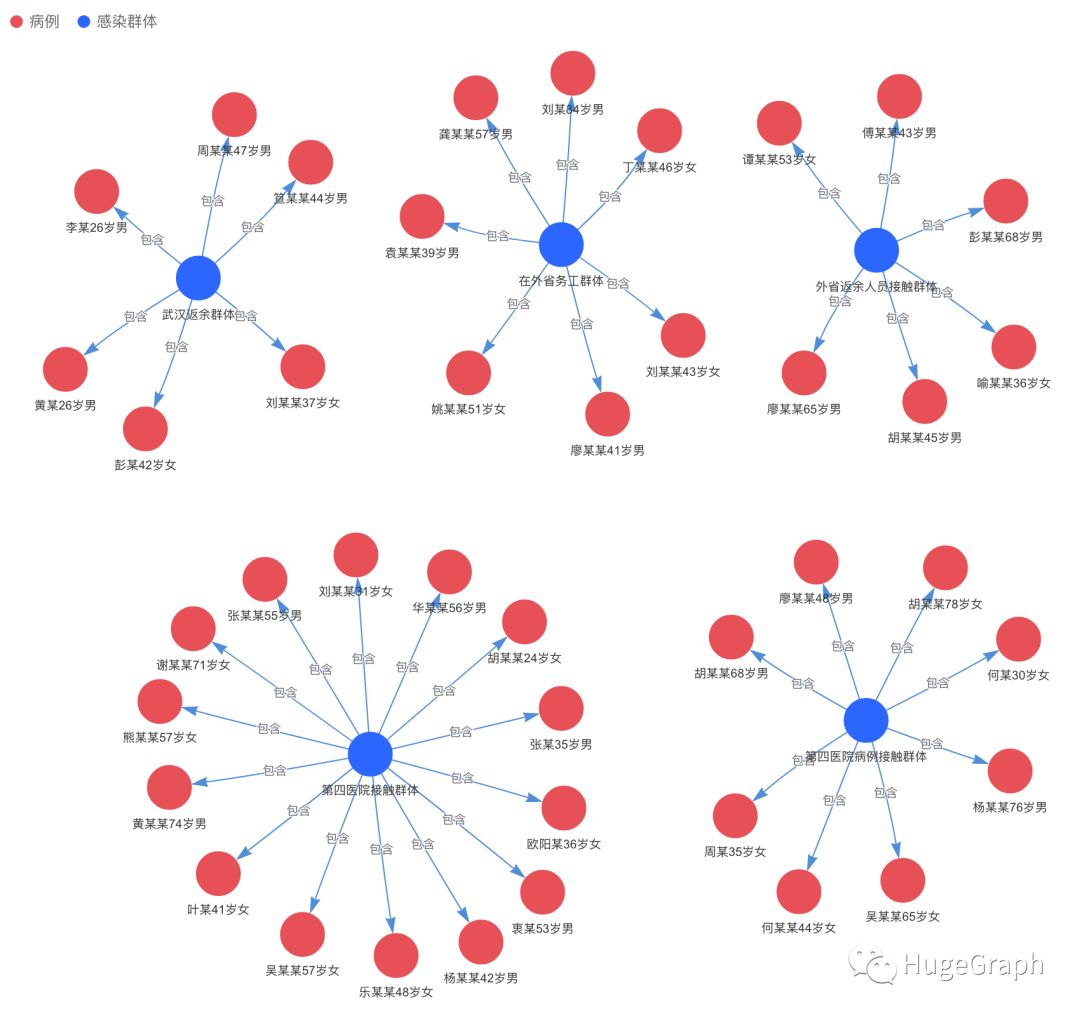 病例 感染群体
周某某47岁男
笪某某44岁男
李某26岁男
包含
包含
包含
武汉返余群体
包含
包含
包含
黄某26岁男
刘某某37岁女
彭某42岁女
刘某34岁男
龚某某57岁男
丁某某46岁女
包含
包含
包含
袁某某39岁男
包含
在外省务工群体
包含
包含
包含
刘某某43岁女
姚某某51岁女
廖某某41岁男
傅某某43岁男
谭某某53岁女
包含
包含
彭某某68岁男
包含
外省返余人员接触群体
包含
包含
包含
喻某某36岁女
廖某某65岁男
胡某某45岁男
刘某某31岁女
华某某56岁男
张某某55岁男
胡某某24岁女
谢某某71岁女
包含
包含
包含
包含
包含
熊某某57岁女
包含
包含
张某35岁男
包含
第四医院接触群体
包含
黄某某74岁男
包含
包含
包含
包含
包含
欧阳某36岁女
叶某41岁女
衷某53岁男
吴某某57岁女
杨某某42岁男
乐某某48岁女
廖某某48岁男
胡某某78岁女
包含
包含
胡某某68岁男
何某30岁女
包含
包含
包含
第四医院病例接触群体
包含
包含
包含
杨某某76岁男
周某35岁女
吴某某65岁女
何某某44岁女
HugeGraph